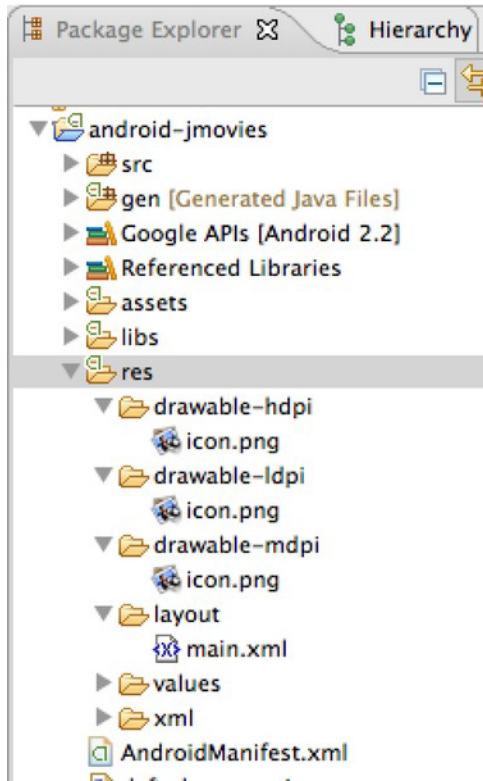 Package Explorer Hierarchy
android-jmovies
src
gen [Generated Java Files]
Google APIs [Android 2.2]
Referenced Libraries
assets
libs
res
drawable-hdpi
icon.png
drawable-ldpi
icon.png
drawable-mdpi
icon.png
layout
main.xml
values
xml
AndroidManifest.xml